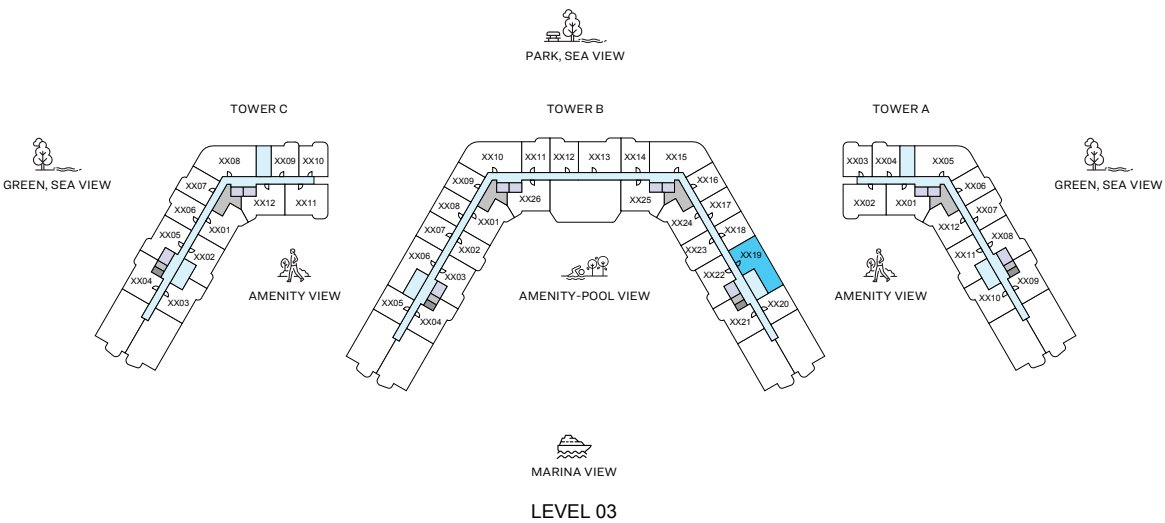 PARK, SEA VIEW
TOWER C
TOWER B
TOWER A
GREEN, SEA VIEW
GREEN, SEA VIEW
XX08
XX09
XX10
XX07
XX06
XX05
XX04
XX03
XX02
XX01
XX12
XX11
AMENITY VIEW
XX10
XX11
XX12
XX13
XX14
XX15
XX09
XX08
XX07
XX06
XX05
XX04
XX03
XX02
XX01
XX26
XX25
XX24
XX23
XX22
XX21
XX16
XX17
XX18
XX19
XX20
AMENITY-POOL VIEW
XX03
XX04
XX05
XX02
XX01
XX06
XX07
XX08
XX09
XX12
XX11
XX10
AMENITY VIEW
MARINA VIEW
LEVEL 03